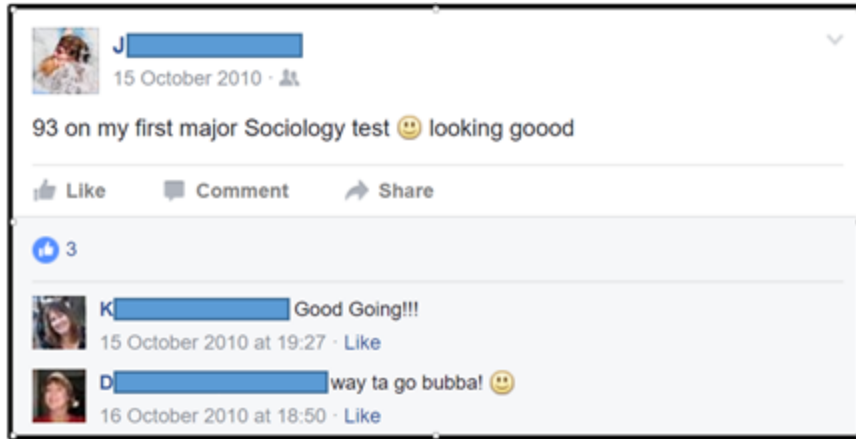 J
15 October 2010 ·
93 on my first major Sociology test 🙂 looking goood
Like Comment Share
3
K Good Going!!!
15 October 2010 at 19:27 · Like
D way ta go bubba! 🙂
16 October 2010 at 18:50 · Like